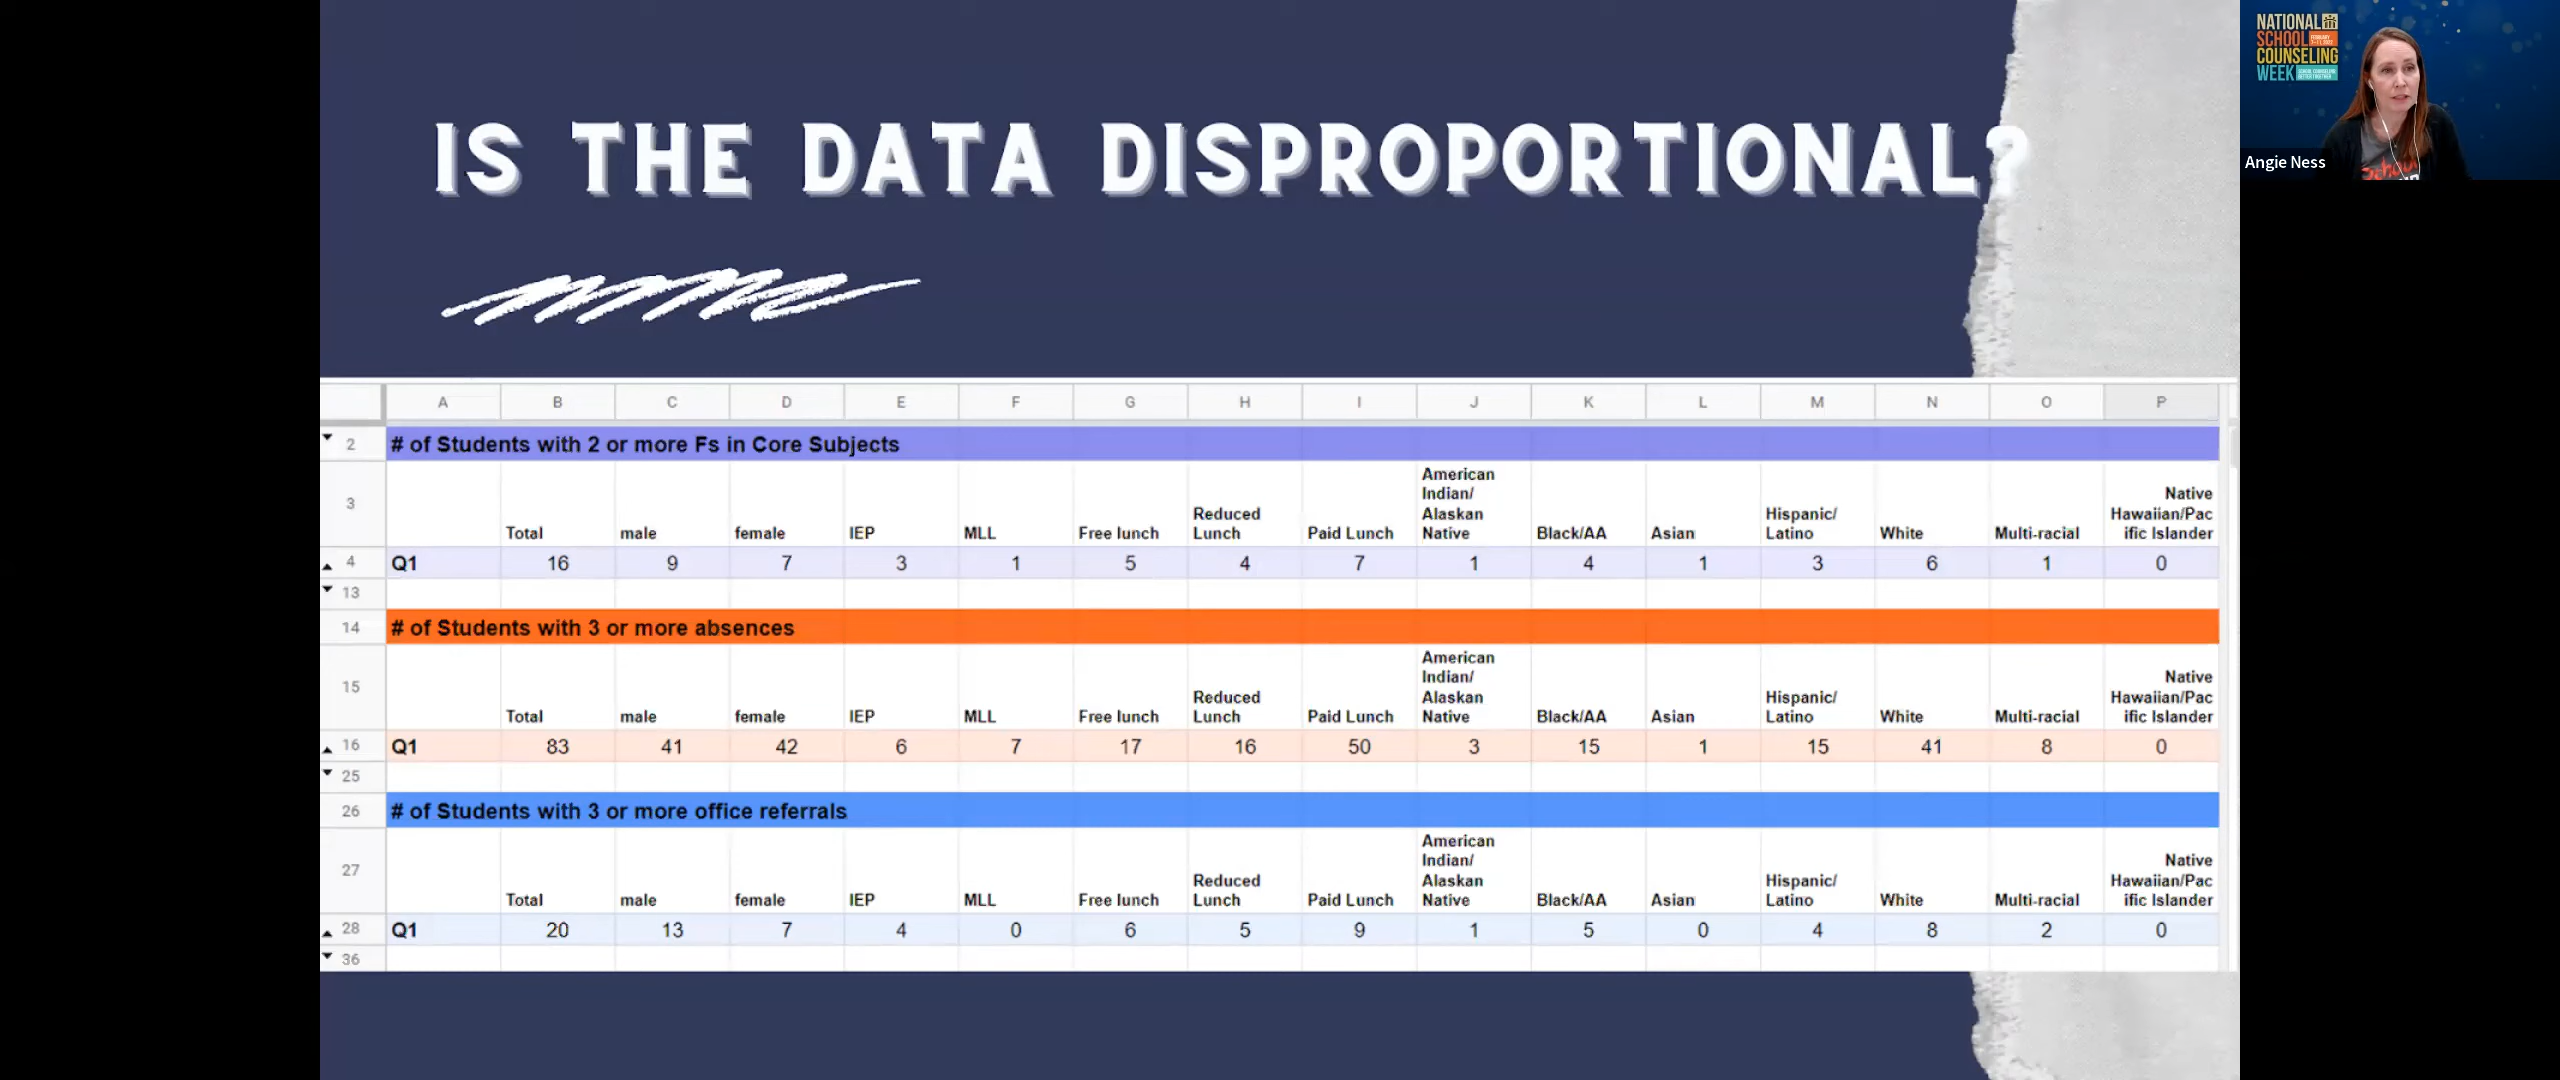 NATIONAL
SCHOOL
COUNSELING
WEEK
Angie Ness
IS THE DATA DISPROPORTIONAL?
A B C D E F G H I J K L M N O P
2 # of Students with 2 or more Fs in Core Subjects
3 Total male female IEP MLL Free lunch Reduced Lunch Paid Lunch American Indian/ Alaskan Native Black/AA Asian Hispanic/ Latino White Multi-racial Native Hawaiian/Pac ific Islander
4 Q1 16 9 7 3 1 5 4 7 1 4 1 3 6 1 0
13
14 # of Students with 3 or more absences
15 Total male female IEP MLL Free lunch Reduced Lunch Paid Lunch American Indian/ Alaskan Native Black/AA Asian Hispanic/ Latino White Multi-racial Native Hawaiian/Pac ific Islander
16 Q1 83 41 42 6 7 17 16 50 3 15 1 15 41 8 0
25
26 # of Students with 3 or more office referrals
27 Total male female IEP MLL Free lunch Reduced Lunch Paid Lunch American Indian/ Alaskan Native Black/AA Asian Hispanic/ Latino White Multi-racial Native Hawaiian/Pac ific Islander
28 Q1 20 13 7 4 0 6 5 9 1 5 0 4 8 2 0
36